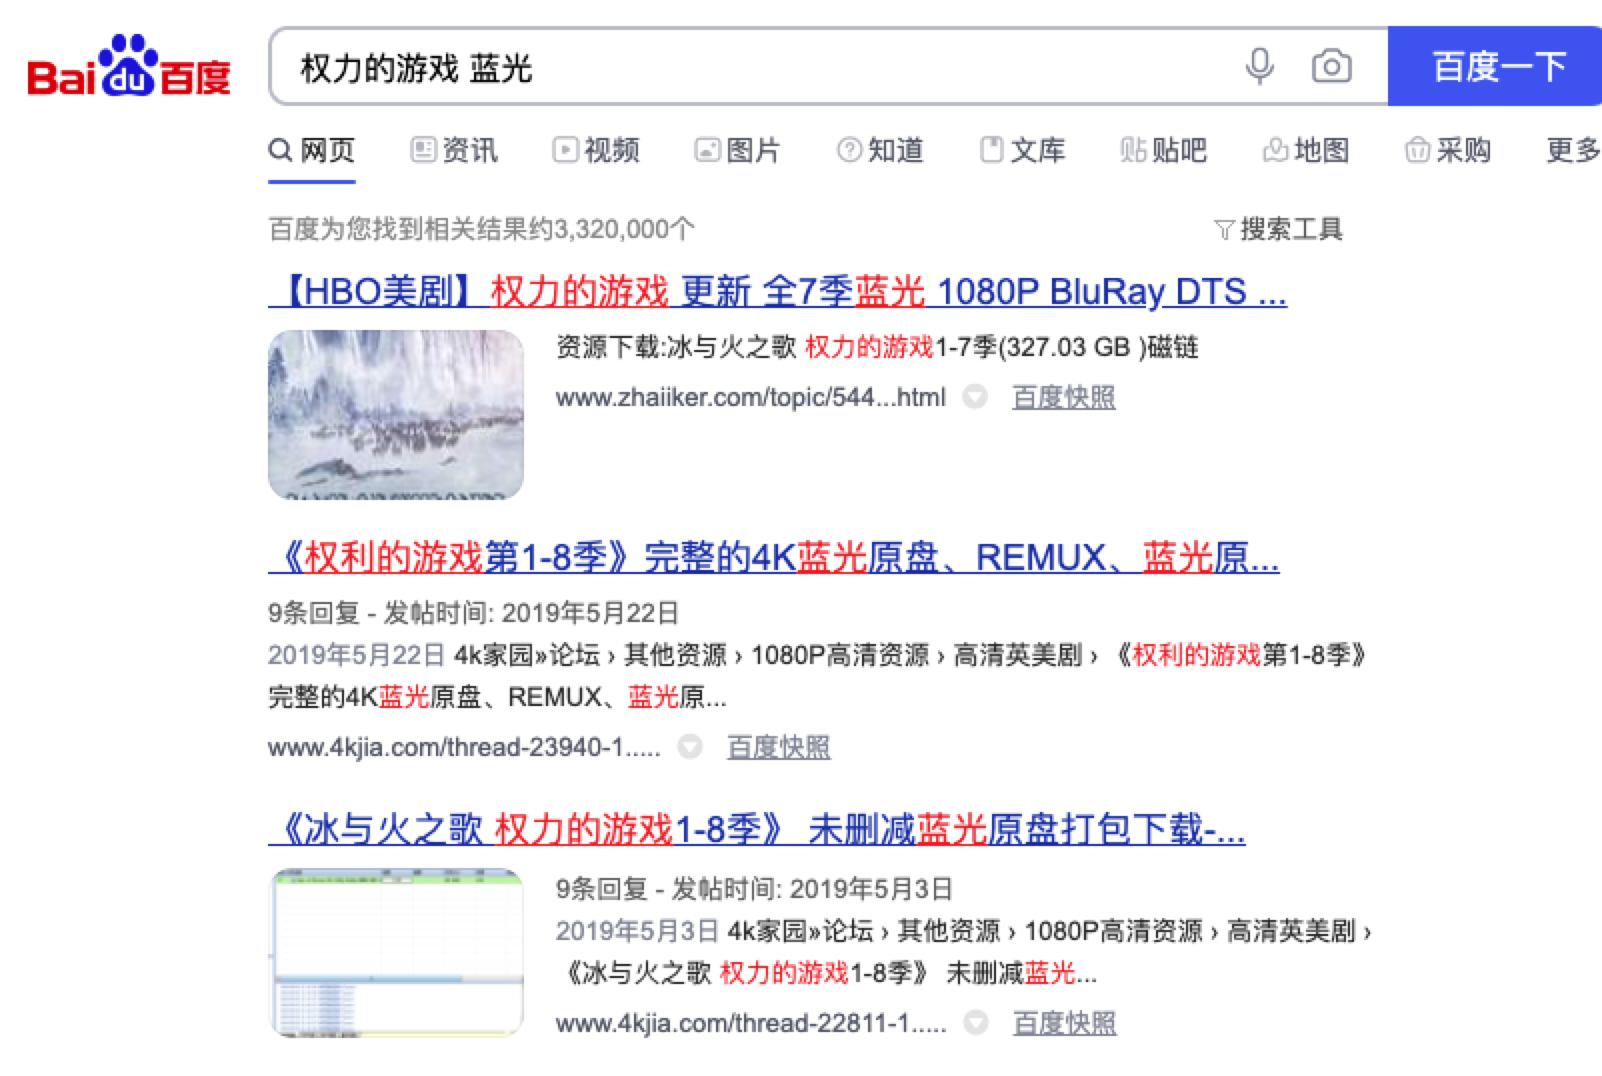 Bai du 百度
权力的游戏 蓝光
百度一下
网页 资讯 视频 图片 知道 文库 贴吧 地图 采购 更多
百度为您找到相关结果约3,320,000个
搜索工具
【HBO美剧】权力的游戏 更新 全7季蓝光 1080P BluRay DTS ...
资源下载:冰与火之歌 权力的游戏1-7季(327.03 GB )磁链
www.zhaiiker.com/topic/544...html 百度快照
《权利的游戏第1-8季》完整的4K蓝光原盘、REMUX、蓝光原...
9条回复 - 发帖时间: 2019年5月22日
2019年5月22日 4k家园»论坛 › 其他资源 › 1080P高清资源 › 高清英美剧 › 《权利的游戏第1-8季》
完整的4K蓝光原盘、REMUX、蓝光原...
www.4kjia.com/thread-23940-1..... 百度快照
《冰与火之歌 权力的游戏1-8季》 未删减蓝光原盘打包下载-...
9条回复 - 发帖时间: 2019年5月3日
2019年5月3日 4k家园»论坛 › 其他资源 › 1080P高清资源 › 高清英美剧 ›
《冰与火之歌 权力的游戏1-8季》 未删减蓝光...
www.4kjia.com/thread-22811-1..... 百度快照